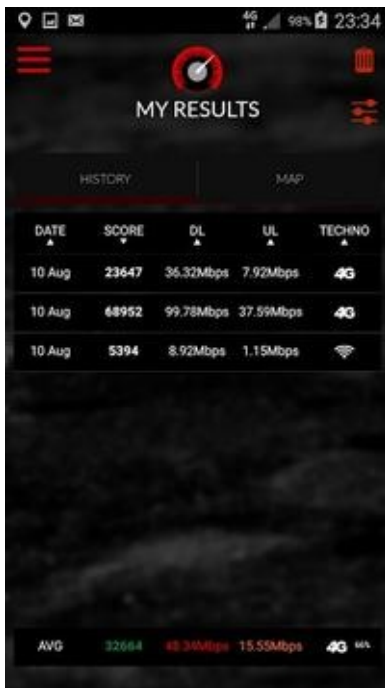 4G 98% 23:34
MY RESULTS
HISTORY MAP
DATE SCORE DL UL TECHNO
10 Aug 23647 36.32Mbps 7.92Mbps 4G
10 Aug 68952 99.78Mbps 37.59Mbps 4G
10 Aug 5394 8.92Mbps 1.15Mbps
AVG 32664 48.34Mbps 15.55Mbps 4G 66%